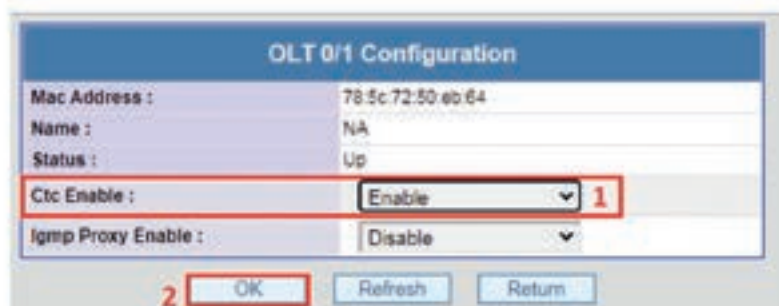 OLT 0/1 Configuration
Mac Address : 78:5c:72:50:eb:64
Name : NA
Status : Up
Ctc Enable : Enable 1
Igmp Proxy Enable : Disable
2 OK Refresh Return